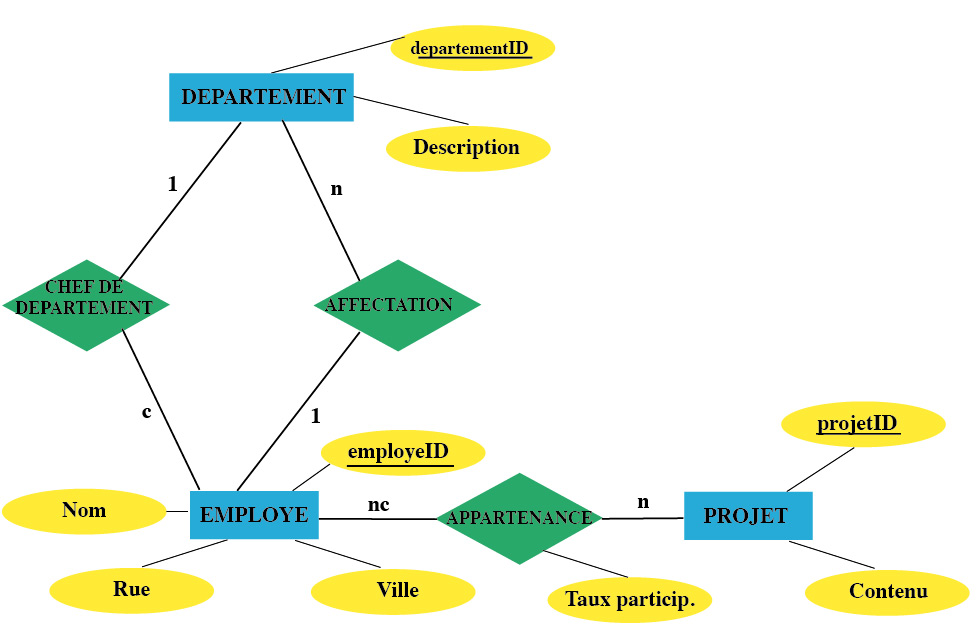 departementID
DEPARTEMENT
Description
1
n
CHEF DE
DEPARTEMENT
AFFECTATION
c
1
projetID
employeID
Nom
EMPLOYE
nc
APPARTENANCE
n
PROJET
Rue
Ville
Taux particip.
Contenu